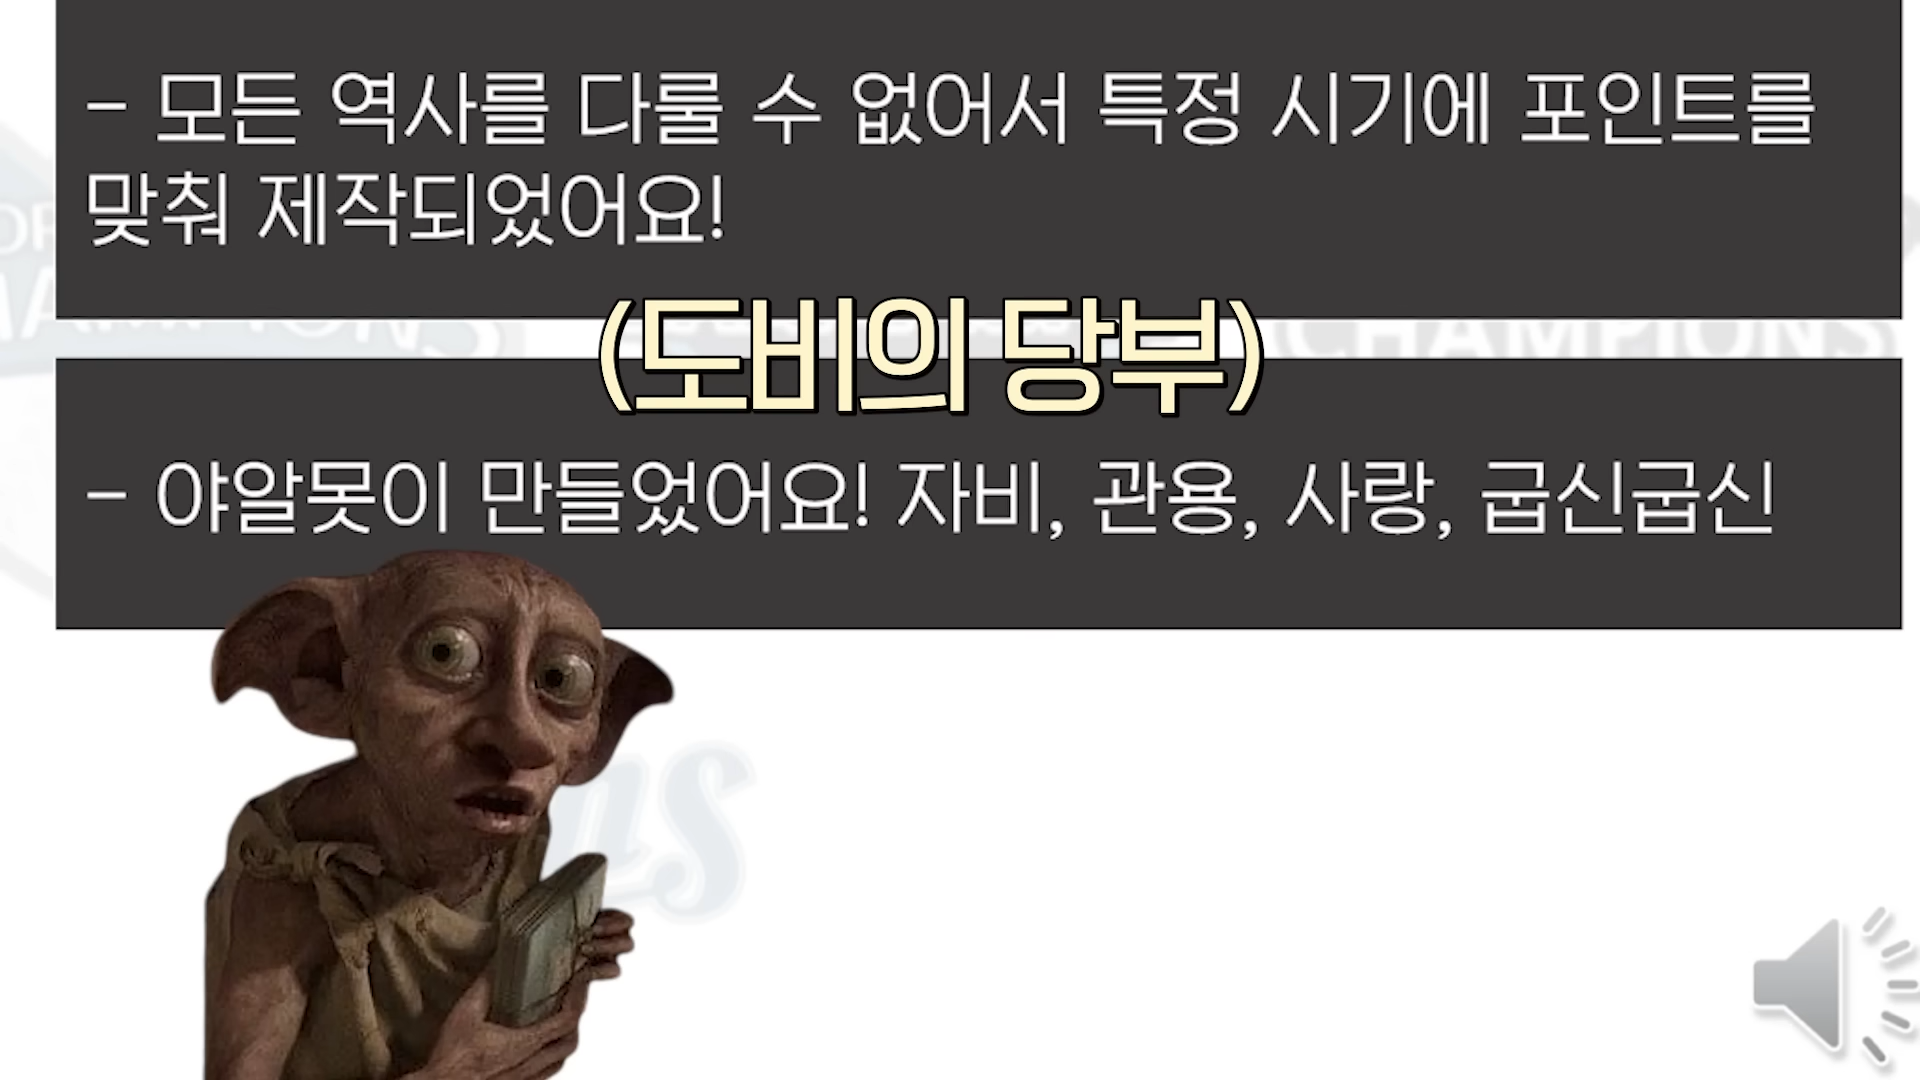 - 모든 역사를 다룰 수 없어서 특정 시기에 포인트를
맞춰 제작되었어요!
CHAMPIONS
(도비의 당부)
- 야알못이 만들었어요! 자비, 관용, 사랑, 굽신굽신